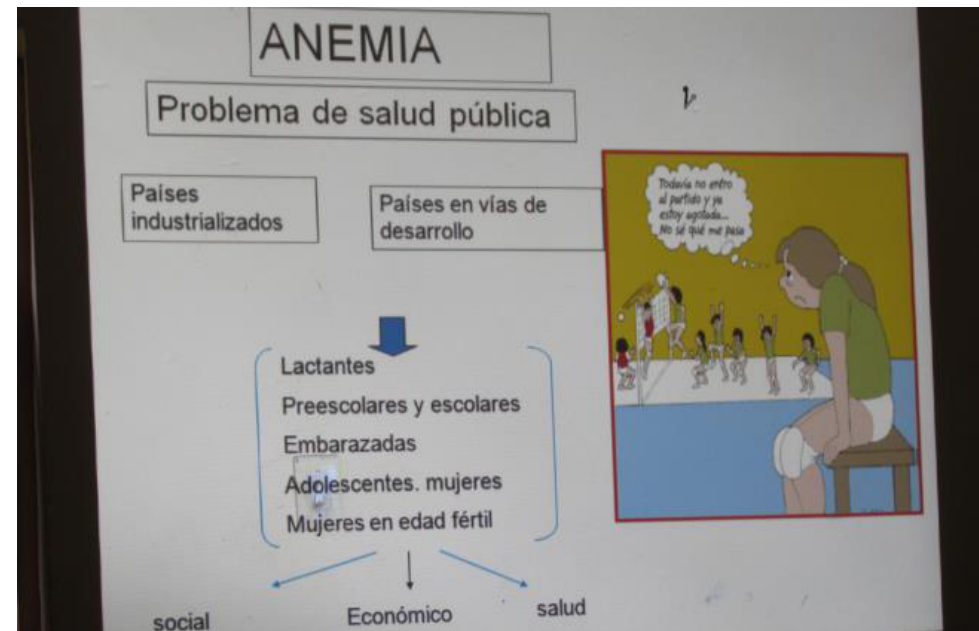 ANEMIA
Problema de salud pública
Países
industrializados
Países en vías de
desarrollo
Todavía no entro
al partido y ya
estoy agotada...
No sé qué me pasa
Lactantes
Preescolares y escolares
Embarazadas
Adolescentes. mujeres
Mujeres en edad fértil
social
Económico
salud